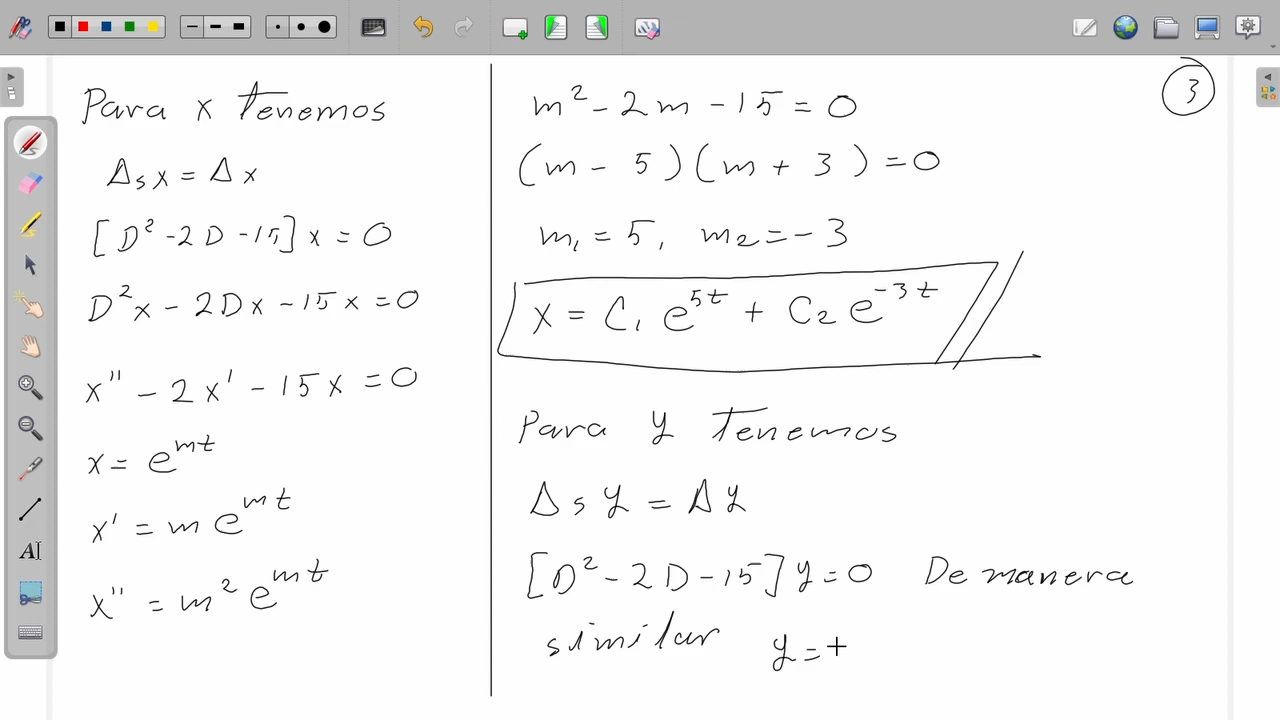 Para x tenemos
Δs x = Δx
[D² - 2D - 15] x = 0
D²x - 2Dx - 15x = 0
x'' - 2x' - 15x = 0
x = e^{mt}
x' = m e^{mt}
x'' = m² e^{mt}
3
m² - 2m - 15 = 0
(m - 5)(m + 3) = 0
m₁ = 5, m₂ = -3
x = C₁ e^{5t} + C₂ e^{-3t}
Para y tenemos
Δs y = Δy
[D² - 2D - 15] y = 0 De manera
similar y =